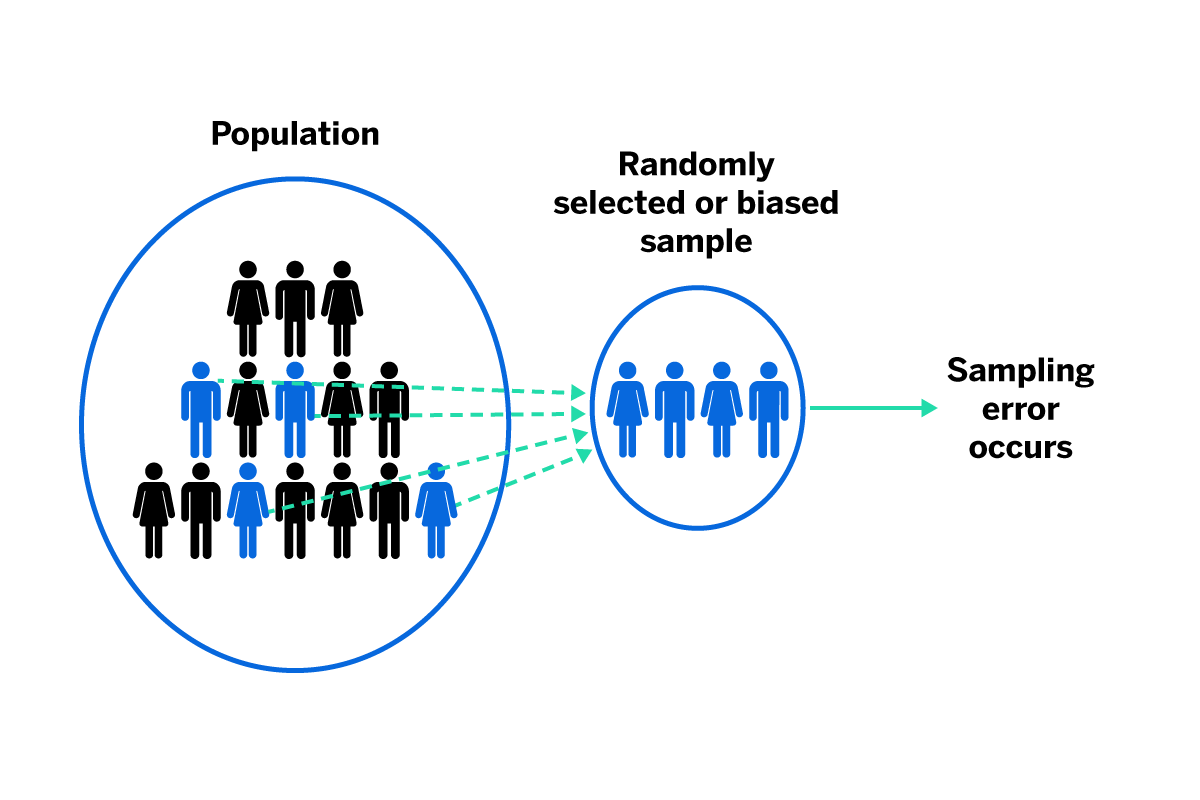 Population
Randomly
selected or biased
sample
Sampling
error
occurs